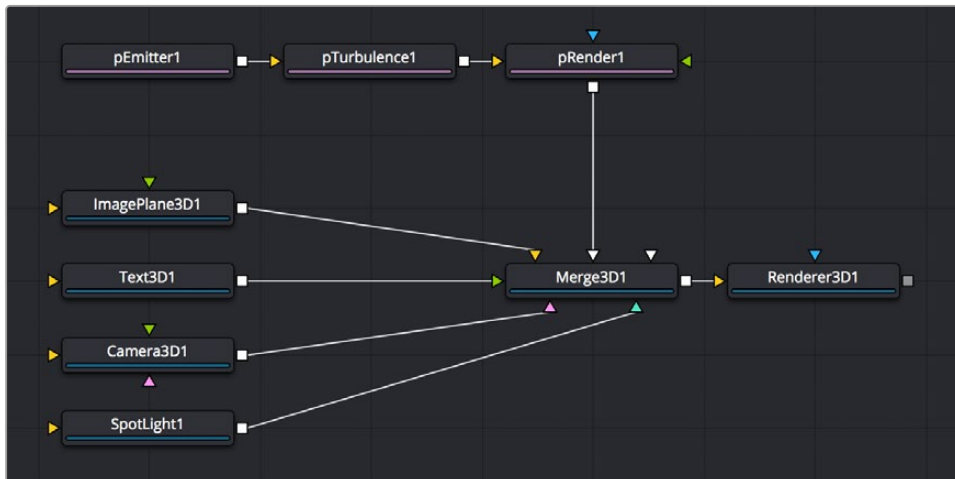 pEmitter1
pTurbulence1
pRender1
ImagePlane3D1
Text3D1
Merge3D1
Renderer3D1
Camera3D1
SpotLight1